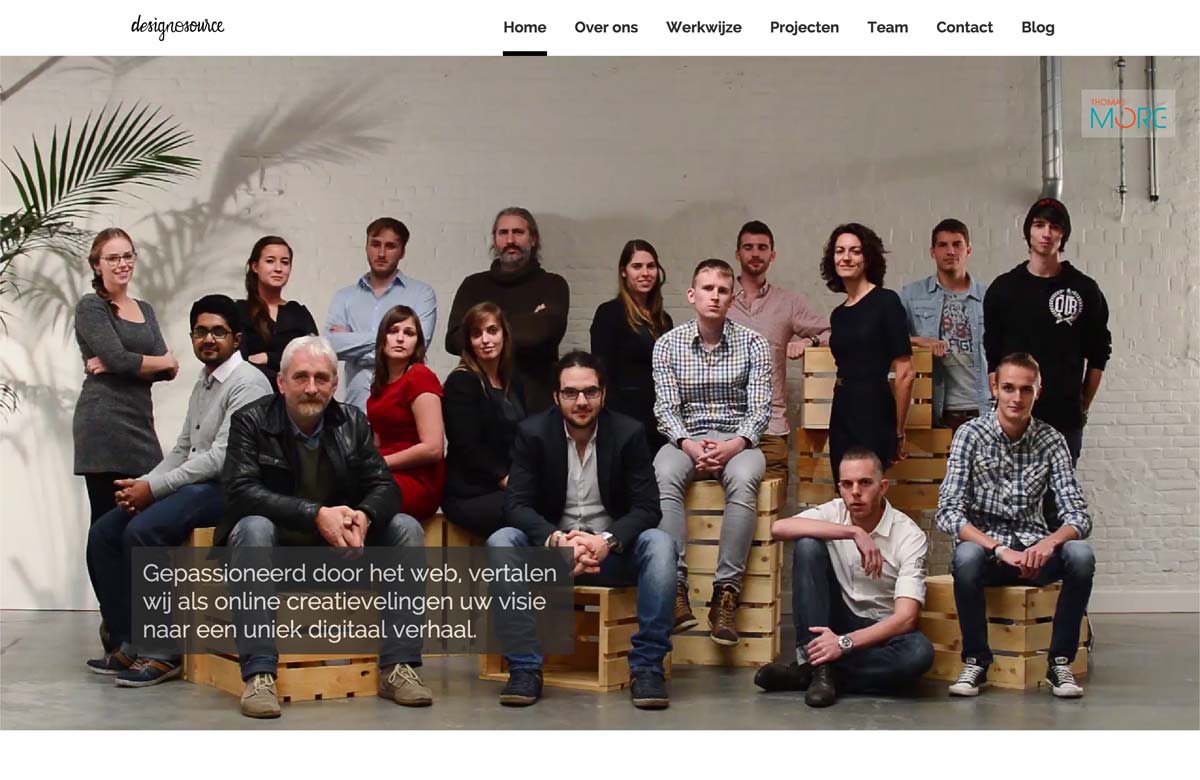 designosource
Home Over ons Werkwijze Projecten Team Contact Blog
THOMAS
MORE
Gepassioneerd door het web, vertalen
wij als online creatievelingen uw visie
naar een uniek digitaal verhaal.